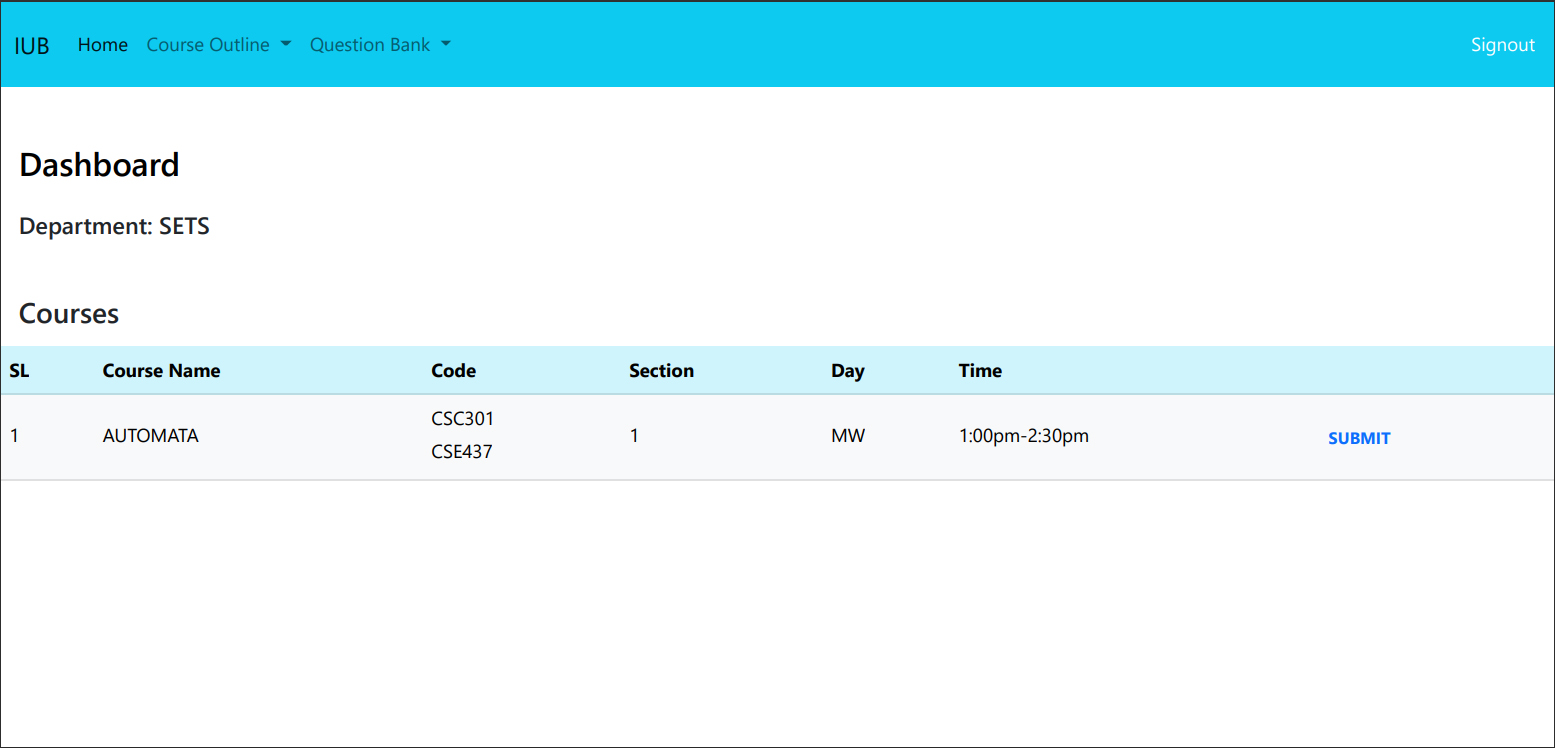 IUB Home Course Outline Question Bank Signout
Dashboard
Department: SETS
Courses
SL Course Name Code Section Day Time
1 AUTOMATA CSC301 1 MW 1:00pm-2:30pm SUBMIT
CSE437